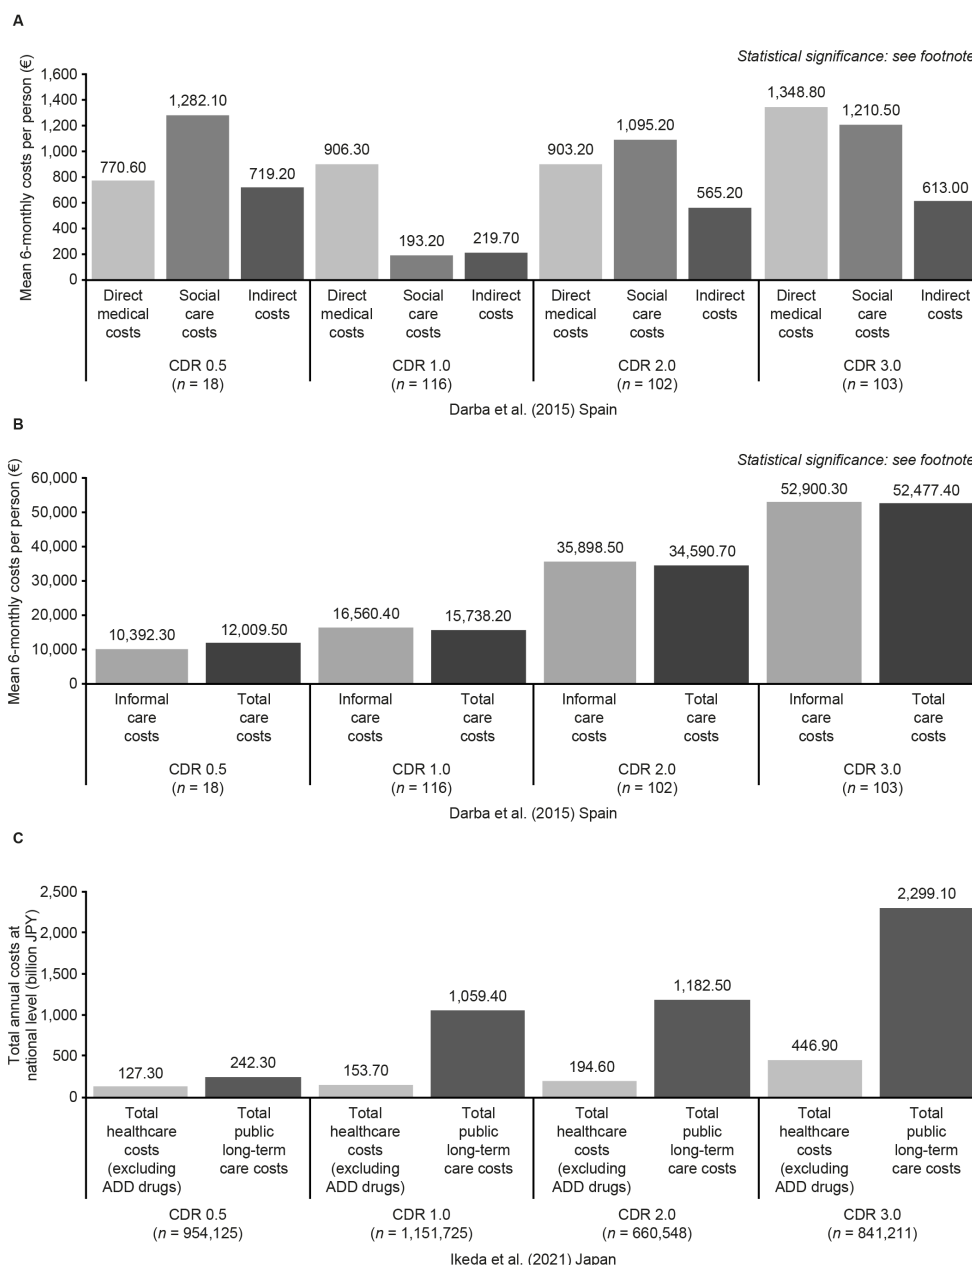 A
Statistical significance: see footnote
Mean 6-monthly costs per person (€)
1,600
1,400
1,200
1,000
800
600
400
200
0
770.60
1,282.10
719.20
906.30
193.20
219.70
903.20
1,095.20
565.20
1,348.80
1,210.50
613.00
Direct medical costs
Social care costs
Indirect costs
Direct medical costs
Social care costs
Indirect costs
Direct medical costs
Social care costs
Indirect costs
Direct medical costs
Social care costs
Indirect costs
CDR 0.5
(n = 18)
CDR 1.0
(n = 116)
CDR 2.0
(n = 102)
CDR 3.0
(n = 103)
Darba et al. (2015) Spain
B
Statistical significance: see footnote
Mean 6-monthly costs per person (€)
60,000
50,000
40,000
30,000
20,000
10,000
0
10,392.30
12,009.50
16,560.40
15,738.20
35,898.50
34,590.70
52,900.30
52,477.40
Informal care costs
Total care costs
Informal care costs
Total care costs
Informal care costs
Total care costs
Informal care costs
Total care costs
CDR 0.5
(n = 18)
CDR 1.0
(n = 116)
CDR 2.0
(n = 102)
CDR 3.0
(n = 103)
Darba et al. (2015) Spain
C
Total annual costs at
national level (billion JPY)
2,500
2,000
1,500
1,000
500
0
127.30
242.30
153.70
1,059.40
194.60
1,182.50
446.90
2,299.10
Total healthcare costs (excluding ADD drugs)
Total public long-term care costs
Total healthcare costs (excluding ADD drugs)
Total public long-term care costs
Total healthcare costs (excluding ADD drugs)
Total public long-term care costs
Total healthcare costs (excluding ADD drugs)
Total public long-term care costs
CDR 0.5
(n = 954,125)
CDR 1.0
(n = 1,151,725)
CDR 2.0
(n = 660,548)
CDR 3.0
(n = 841,211)
Ikeda et al. (2021) Japan